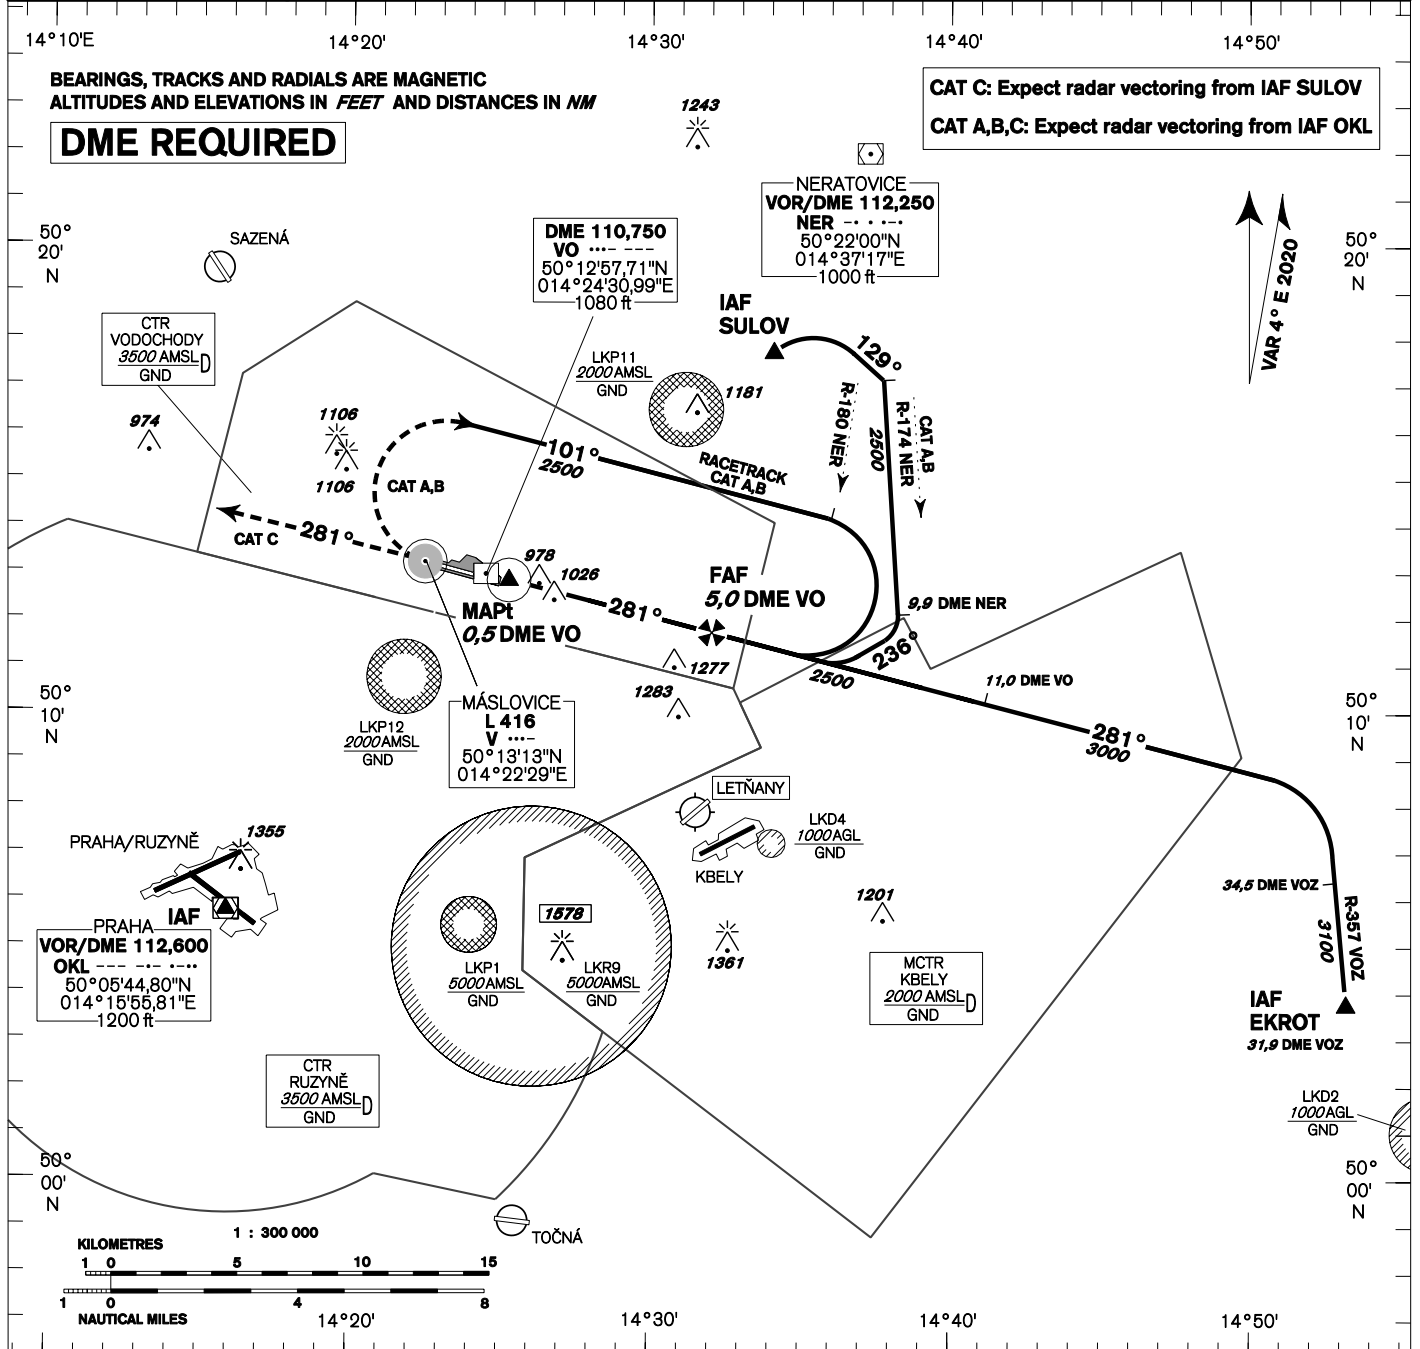 14°10'E
14°20'
14°30'
14°40'
14°50'
BEARINGS, TRACKS AND RADIALS ARE MAGNETIC
ALTITUDES AND ELEVATIONS IN FEET AND DISTANCES IN NM
DME REQUIRED
CAT C: Expect radar vectoring from IAF SULOV
CAT A,B,C: Expect radar vectoring from IAF OKL
1243
NERATOVICE
VOR/DME 112,250
NER -· · ·-·
50°22'00"N
014°37'17"E
1000 ft
VAR 4° E 2020
50°
20'
N
50°
20'
N
SAZENÁ
DME 110,750
VO ···- ---
50°12'57,71"N
014°24'30,99"E
1080 ft
IAF
SULOV
129°
CTR
VODOCHODY
3500 AMSL D
GND
LKP11
2000 AMSL
GND
1181
R-180 NER
2500
R-174 NER
CAT A,B
974
1106
1106
CAT A,B
101°
2500
RACETRACK
CAT A,B
CAT C
281°
978
1026
MAPt
0,5 DME VO
281°
FAF
5,0 DME VO
9,9 DME NER
236°
2500
11,0 DME VO
281°
3000
1277
1283
50°
10'
N
50°
10'
N
LKP12
2000 AMSL
GND
MÁSLOVICE
L 416
V ···-
50°13'13"N
014°22'29"E
LETŇANY
LKD4
1000 AGL
GND
KBELY
PRAHA/RUZYNĚ
1355
IAF
PRAHA
VOR/DME 112,600
OKL --- -·- ·-··
50°05'44,80"N
014°15'55,81"E
1200 ft
1578
LKP1
5000 AMSL
GND
LKR9
5000 AMSL
GND
1361
1201
MCTR
KBELY
2000 AMSL D
GND
34,5 DME VOZ
R-357 VOZ
3100
IAF
EKROT
31,9 DME VOZ
CTR
RUZYNĚ
3500 AMSL D
GND
LKD2
1000 AGL
GND
50°
00'
N
50°
00'
N
TOČNÁ
1 : 300 000
KILOMETRES
1 0 5 10 15
1 0 4 8
NAUTICAL MILES
14°20'
14°30'
14°40'
14°50'